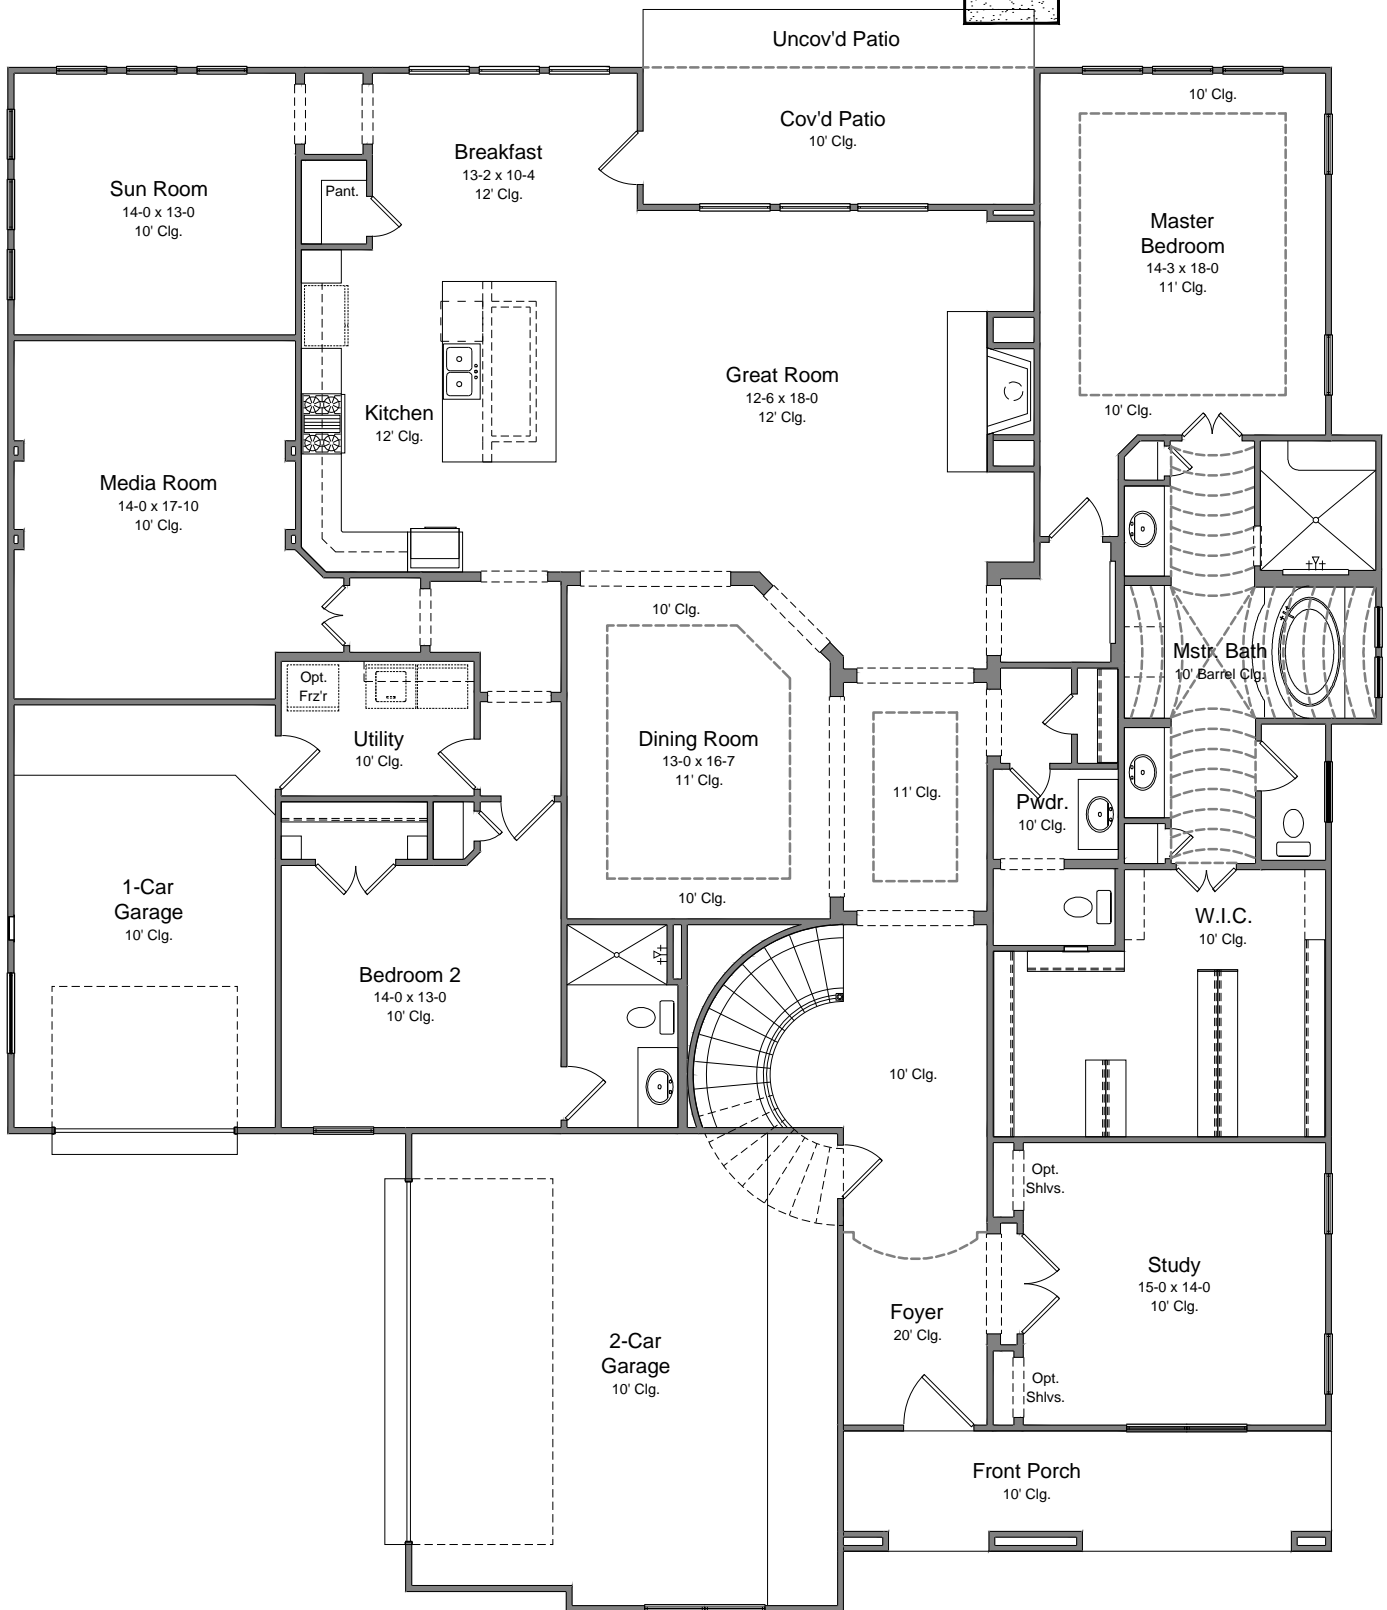 Uncov'd Patio
Cov'd Patio
10' Clg.
10' Clg.
Breakfast
13-2 x 10-4
12' Clg.
Sun Room
14-0 x 13-0
10' Clg.
Pant.
Master
Bedroom
14-3 x 18-0
11' Clg.
10' Clg.
Great Room
12-6 x 18-0
12' Clg.
Kitchen
12' Clg.
Media Room
14-0 x 17-10
10' Clg.
10' Clg.
Mstr. Bath
10' Barrel Clg.
Opt.
Frz'r
Utility
10' Clg.
Dining Room
13-0 x 16-7
11' Clg.
10' Clg.
11' Clg.
Pwdr.
10' Clg.
1-Car
Garage
10' Clg.
W.I.C.
10' Clg.
Bedroom 2
14-0 x 13-0
10' Clg.
10' Clg.
Opt.
Shlvs.
Study
15-0 x 14-0
10' Clg.
Foyer
20' Clg.
2-Car
Garage
10' Clg.
Opt.
Shlvs.
Front Porch
10' Clg.